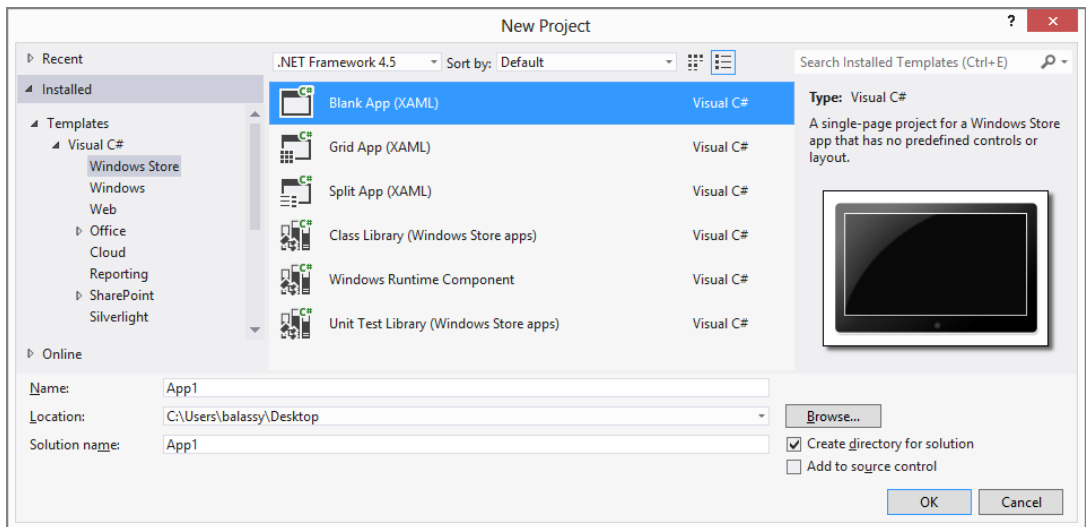 New Project
?
Recent
.NET Framework 4.5
Sort by: Default
Search Installed Templates (Ctrl+E)
Installed
Templates
Visual C#
Windows Store
Windows
Web
Office
Cloud
Reporting
SharePoint
Silverlight
Online
C# Blank App (XAML) Visual C#
C# Grid App (XAML) Visual C#
C# Split App (XAML) Visual C#
C# Class Library (Windows Store apps) Visual C#
C# Windows Runtime Component Visual C#
C# Unit Test Library (Windows Store apps) Visual C#
Type: Visual C#
A single-page project for a Windows Store
app that has no predefined controls or
layout.
Name: App1
Location: C:\Users\balassy\Desktop
Browse...
Solution name: App1
Create directory for solution
Add to source control
OK Cancel